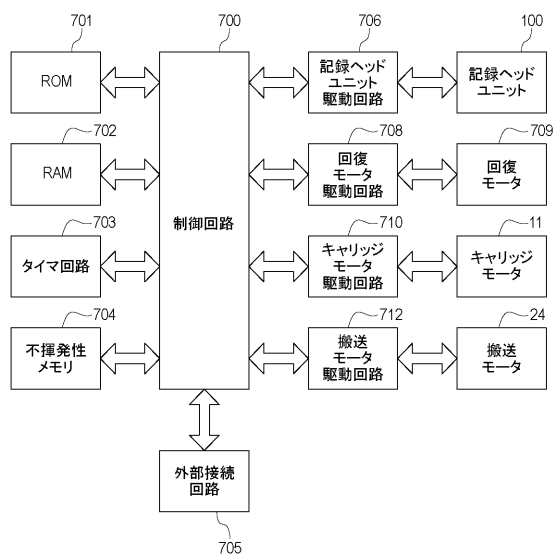 701
700
706
100
ROM
記録ヘッド
ユニット
駆動回路
記録ヘッド
ユニット
702
708
709
RAM
回復
モータ
駆動回路
回復
モータ
703
710
11
タイマ回路
制御回路
キャリッジ
モータ
駆動回路
キャリッジ
モータ
704
712
24
不揮発性
メモリ
搬送
モータ
駆動回路
搬送
モータ
外部接続
回路
705